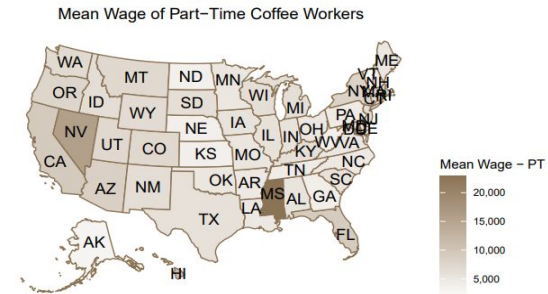 Mean Wage of Part-Time Coffee Workers
WA
MT
ND
MN
ME
VT
NH
OR
ID
SD
WI
MI
NY
WY
NV
NE
IA
PA
NJ
UT
CO
IL
IN
OH
CA
KS
MO
KY
WV
VA
AZ
NM
OK
AR
TN
NC
MS
AL
GA
SC
TX
LA
FL
AK
HI
Mean Wage - PT
20,000
15,000
10,000
5,000